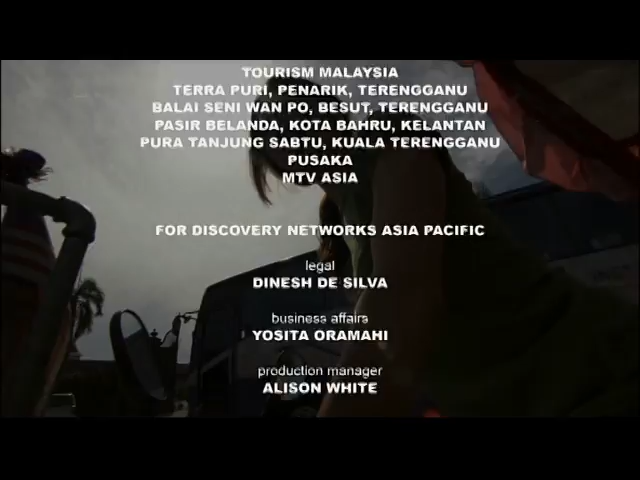 TOURISM MALAYSIA
TERRA PURI, PENARIK, TERENGGANU
BALAI SENI WAN PO, BESUT, TERENGGANU
PASIR BELANDA, KOTA BAHRU, KELANTAN
PURA TANJUNG SABTU, KUALA TERENGGANU
PUSAKA
MTV ASIA
FOR DISCOVERY NETWORKS ASIA PACIFIC
legal
DINESH DE SILVA
business affairs
YOSITA ORAMAHI
production manager
ALISON WHITE